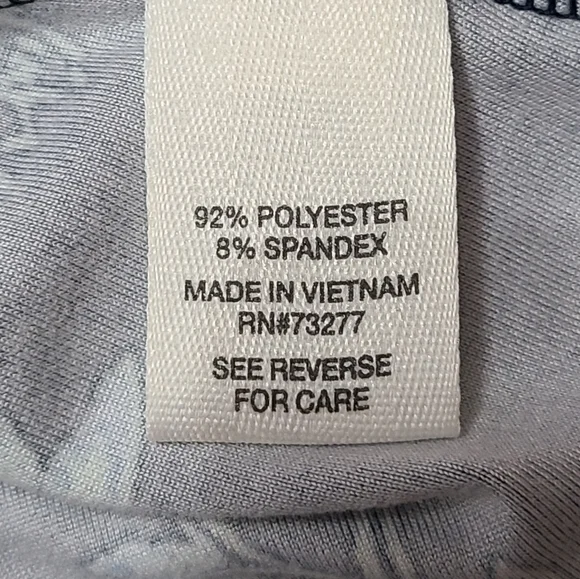 92% POLYESTER
8% SPANDEX
MADE IN VIETNAM
RN#73277
SEE REVERSE
FOR CARE